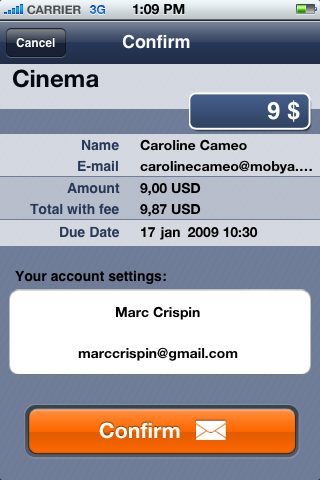 CARRIER 3G 1:09 PM
Cancel Confirm
Cinema
9 $
Name Caroline Cameo
E-mail carolinecameo@mobya....
Amount 9,00 USD
Total with fee 9,87 USD
Due Date 17 jan 2009 10:30
Your account settings:
Marc Crispin
marccrispin@gmail.com
Confirm